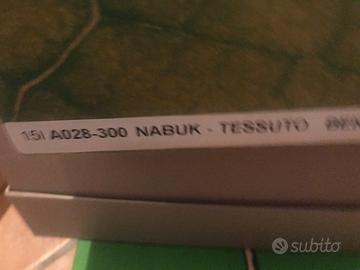 15I A028-300 NABUK - TESSUTO
subito